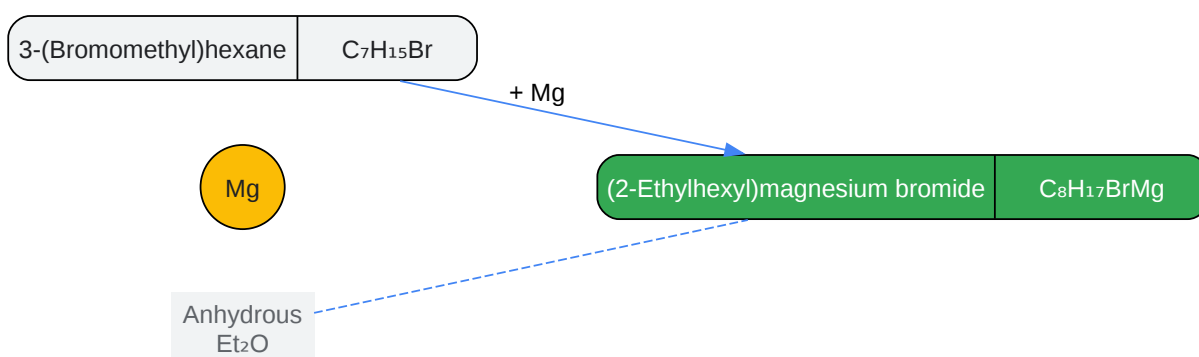 3-(Bromomethyl)hexane
C₇H₁₅Br
+ Mg
Mg
(2-Ethylhexyl)magnesium bromide
C₈H₁₇BrMg
Anhydrous
Et₂O